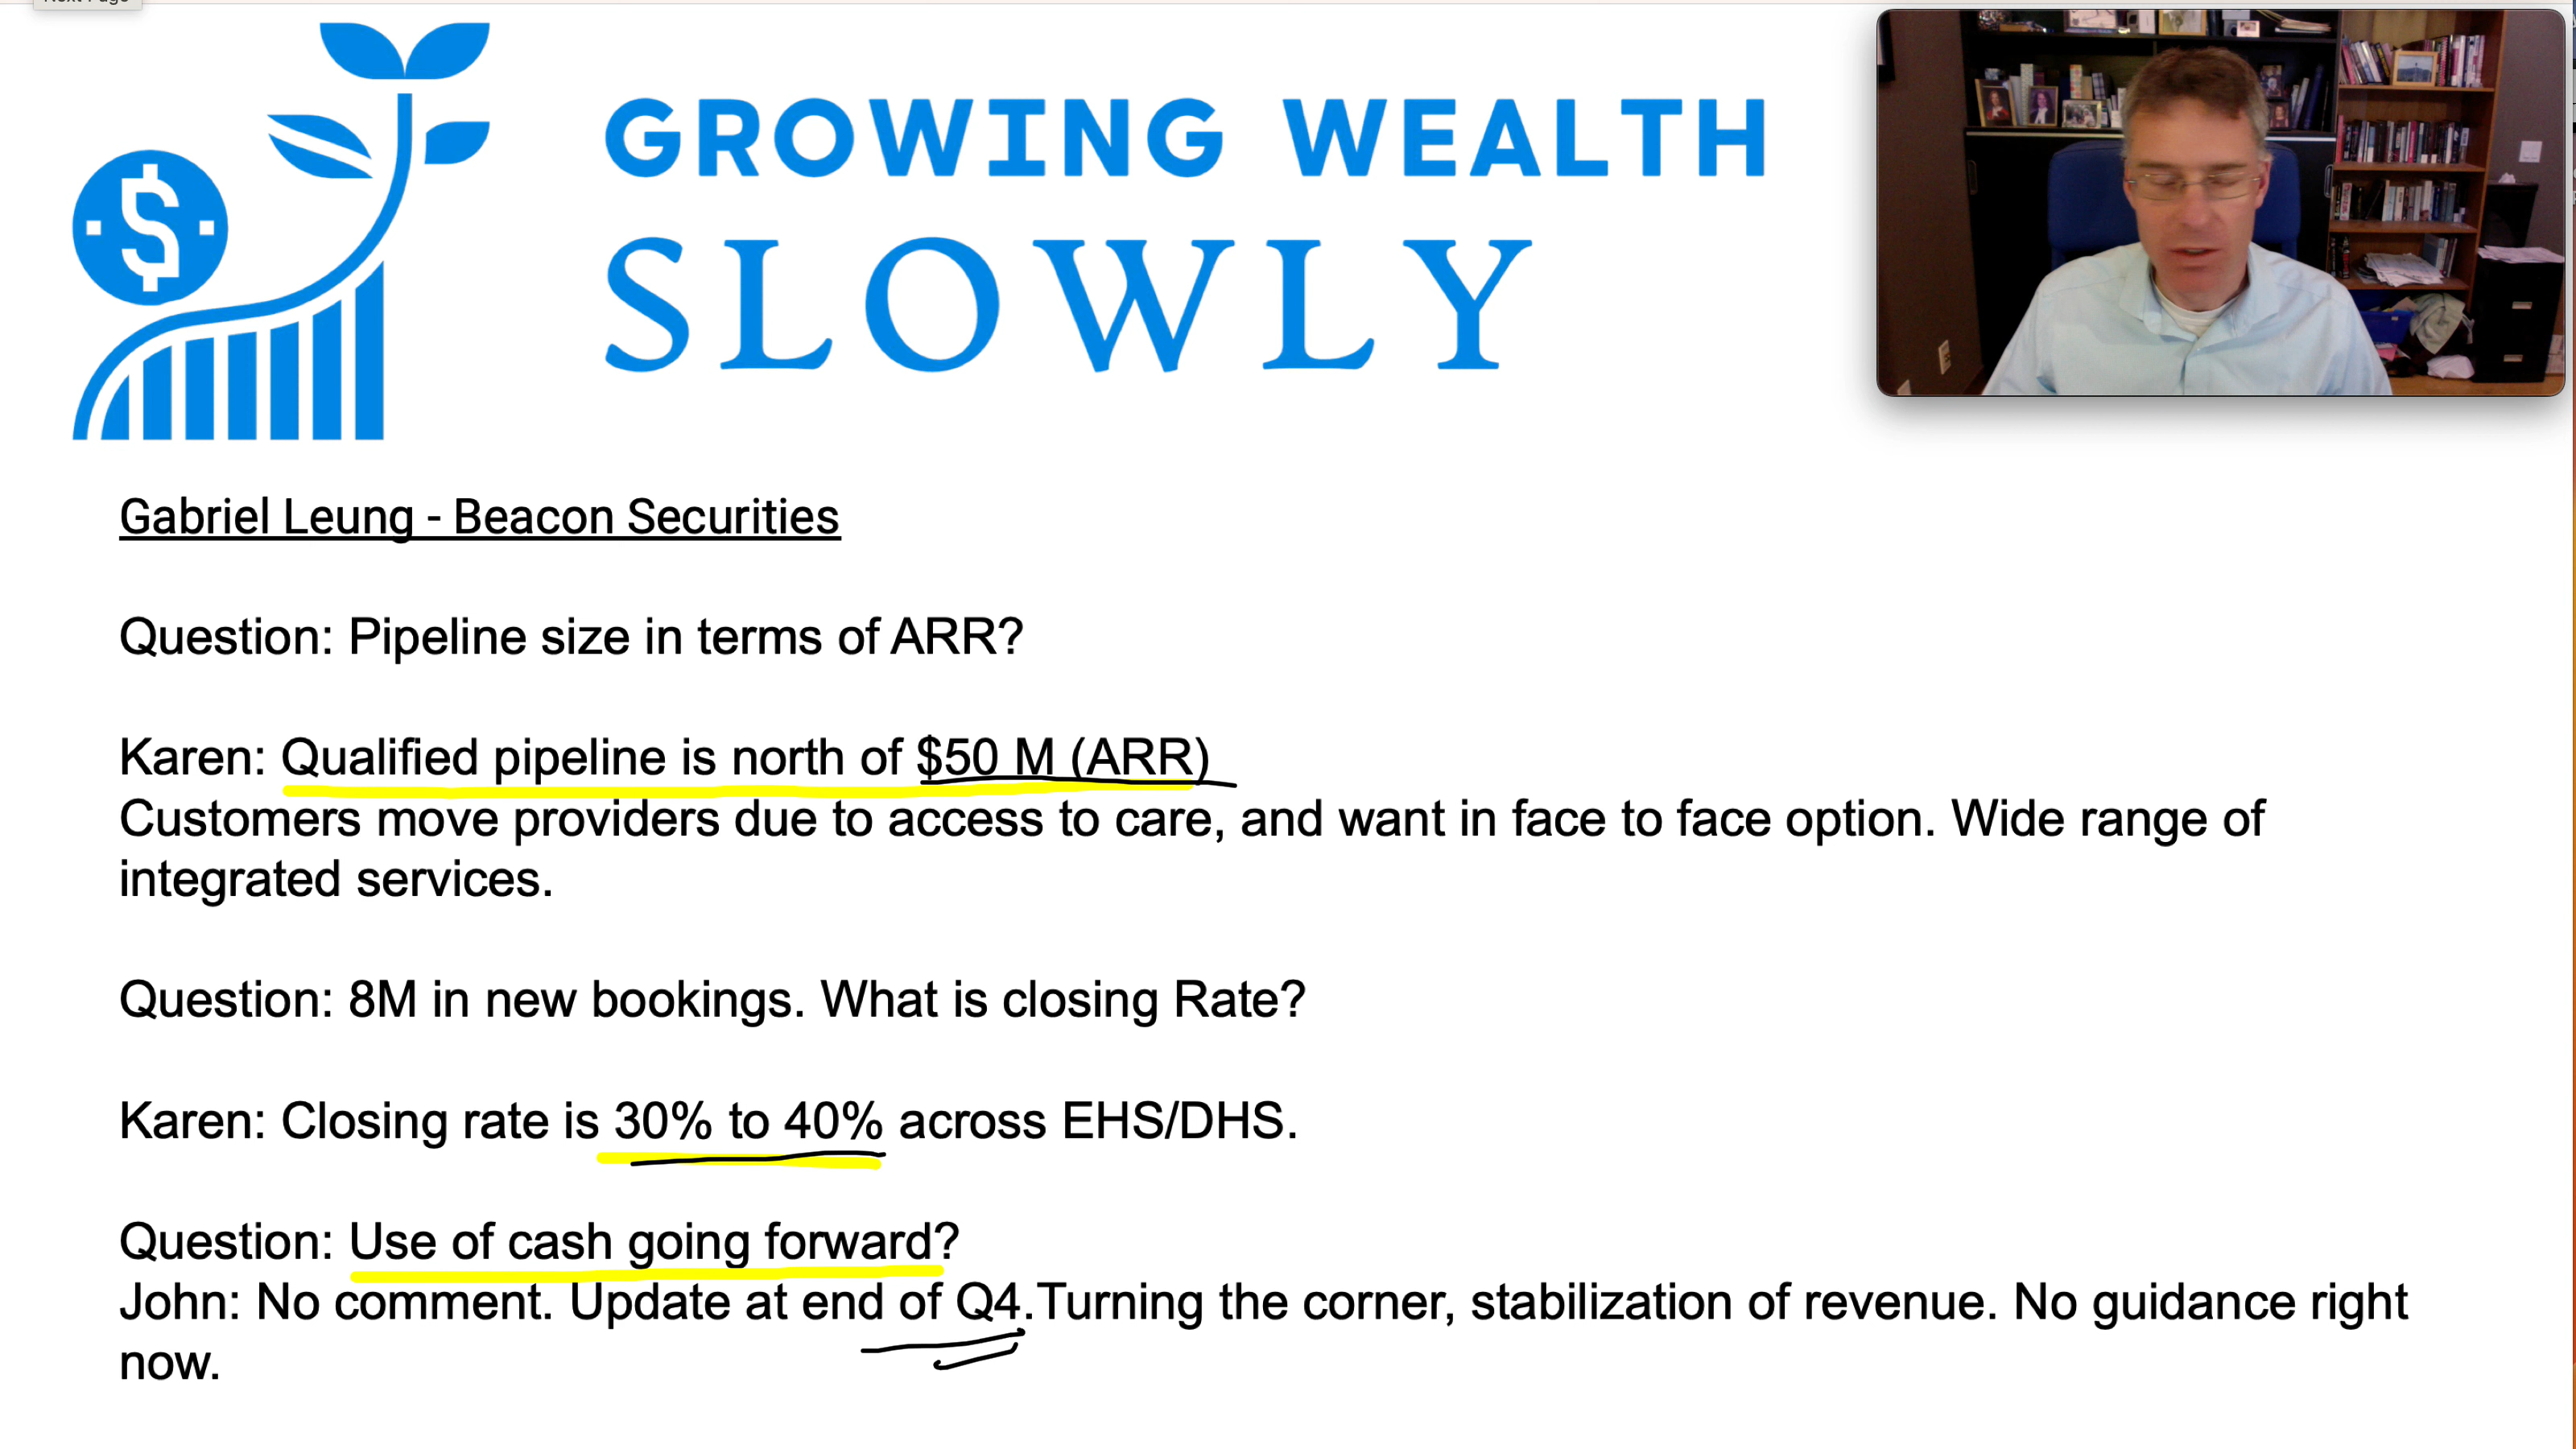 Next Page
GROWING WEALTH
SLOWLY
Gabriel Leung - Beacon Securities
Question: Pipeline size in terms of ARR?
Karen: Qualified pipeline is north of $50 M (ARR)
Customers move providers due to access to care, and want in face to face option. Wide range of
integrated services.
Question: 8M in new bookings. What is closing Rate?
Karen: Closing rate is 30% to 40% across EHS/DHS.
Question: Use of cash going forward?
John: No comment. Update at end of Q4.Turning the corner, stabilization of revenue. No guidance right
now.